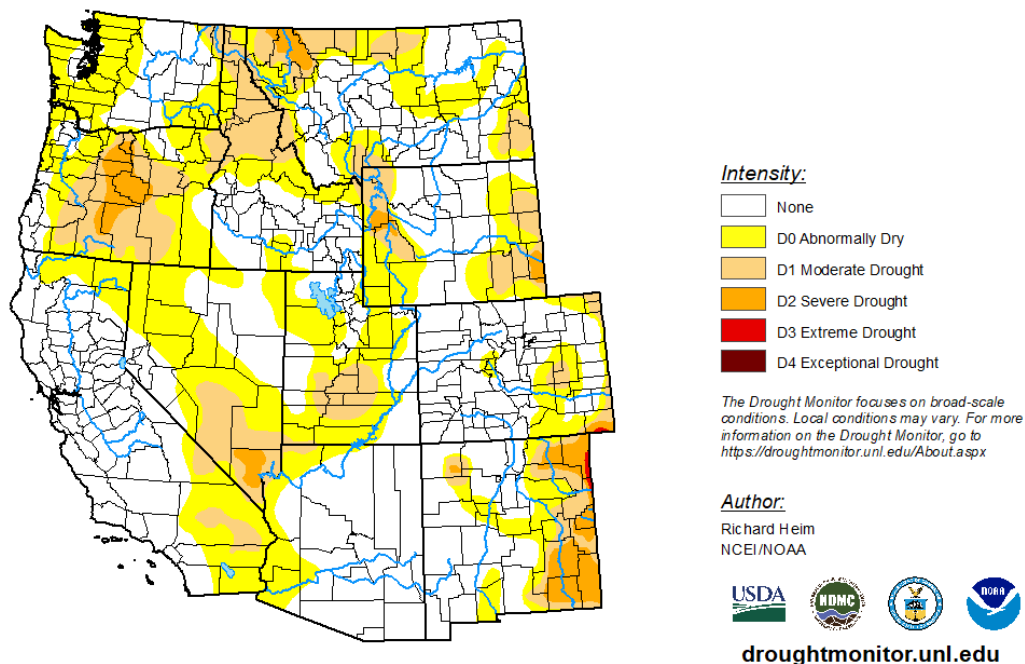 Intensity:
None
D0 Abnormally Dry
D1 Moderate Drought
D2 Severe Drought
D3 Extreme Drought
D4 Exceptional Drought
The Drought Monitor focuses on broad-scale
conditions. Local conditions may vary. For more
information on the Drought Monitor, go to
https://droughtmonitor.unl.edu/About.aspx
Author:
Richard Heim
NCEI/NOAA
USDA
NDMC
NOAA
droughtmonitor.unl.edu